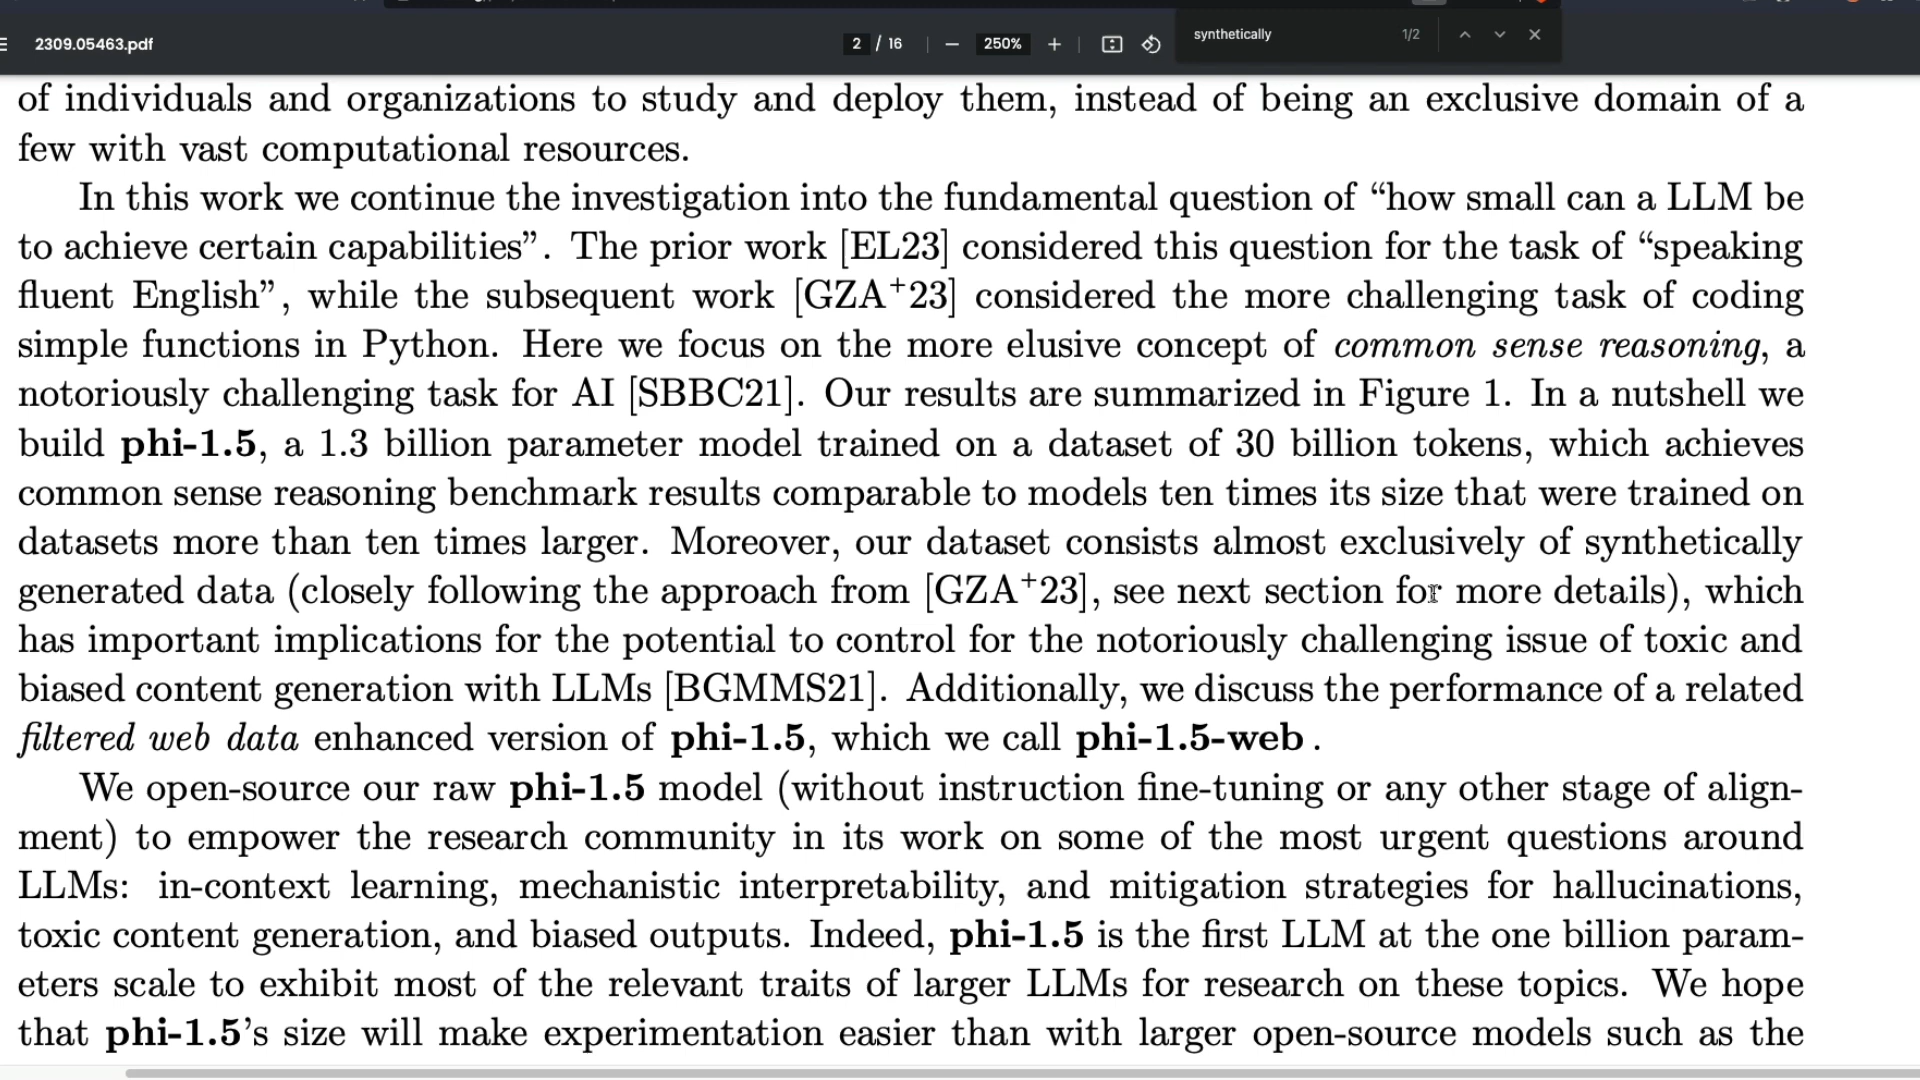 2309.05463.pdf
2 / 16
250%
synthetically
1/2
of individuals and organizations to study and deploy them, instead of being an exclusive domain of a
few with vast computational resources.
In this work we continue the investigation into the fundamental question of “how small can a LLM be
to achieve certain capabilities”. The prior work [EL23] considered this question for the task of “speaking
fluent English”, while the subsequent work [GZA+23] considered the more challenging task of coding
simple functions in Python. Here we focus on the more elusive concept of common sense reasoning, a
notoriously challenging task for AI [SBBC21]. Our results are summarized in Figure 1. In a nutshell we
build phi-1.5, a 1.3 billion parameter model trained on a dataset of 30 billion tokens, which achieves
common sense reasoning benchmark results comparable to models ten times its size that were trained on
datasets more than ten times larger. Moreover, our dataset consists almost exclusively of synthetically
generated data (closely following the approach from [GZA+23], see next section for more details), which
has important implications for the potential to control for the notoriously challenging issue of toxic and
biased content generation with LLMs [BGMMS21]. Additionally, we discuss the performance of a related
filtered web data enhanced version of phi-1.5, which we call phi-1.5-web .
We open-source our raw phi-1.5 model (without instruction fine-tuning or any other stage of align-
ment) to empower the research community in its work on some of the most urgent questions around
LLMs: in-context learning, mechanistic interpretability, and mitigation strategies for hallucinations,
toxic content generation, and biased outputs. Indeed, phi-1.5 is the first LLM at the one billion param-
eters scale to exhibit most of the relevant traits of larger LLMs for research on these topics. We hope
that phi-1.5’s size will make experimentation easier than with larger open-source models such as the